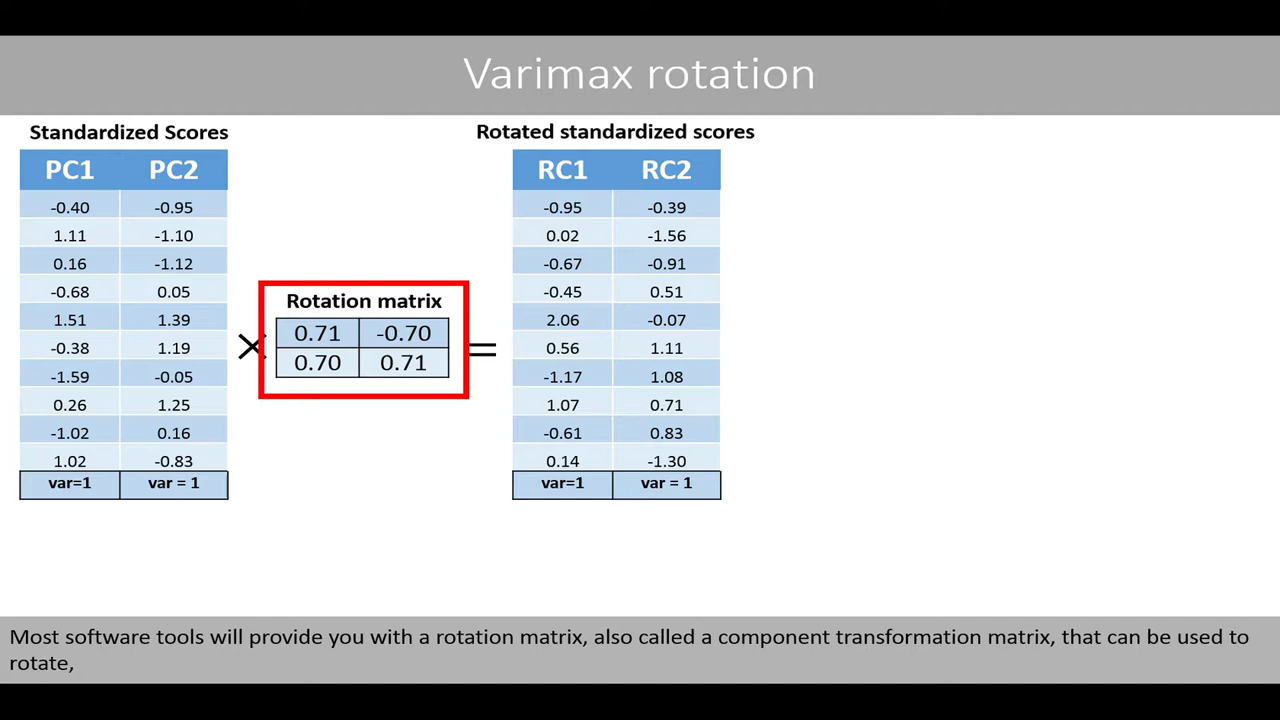 Varimax rotation
Standardized Scores
PC1 PC2
-0.40 -0.95
1.11 -1.10
0.16 -1.12
-0.68 0.05
1.51 1.39
-0.38 1.19
-1.59 -0.05
0.26 1.25
-1.02 0.16
1.02 -0.83
var=1 var = 1
×
Rotation matrix
0.71 -0.70
0.70 0.71
=
Rotated standardized scores
RC1 RC2
-0.95 -0.39
0.02 -1.56
-0.67 -0.91
-0.45 0.51
2.06 -0.07
0.56 1.11
-1.17 1.08
1.07 0.71
-0.61 0.83
0.14 -1.30
var=1 var = 1
Most software tools will provide you with a rotation matrix, also called a component transformation matrix, that can be used to
rotate,